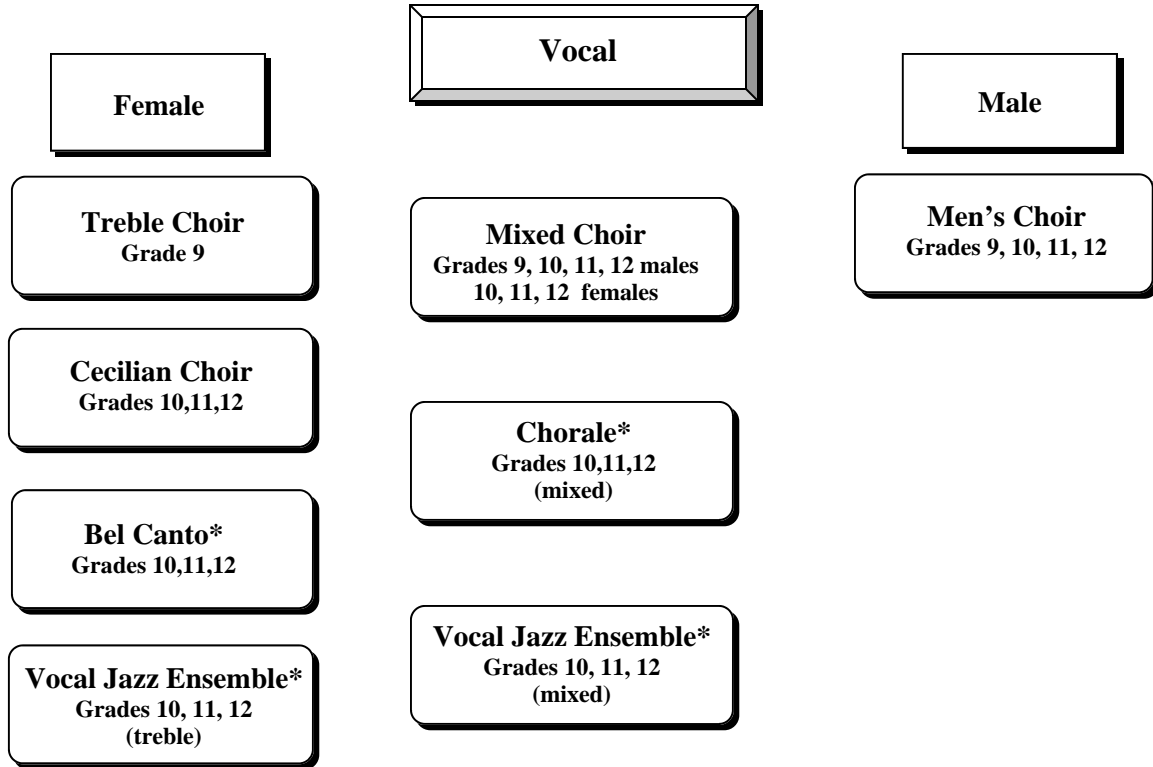 Vocal
Female
Male
Treble Choir
Grade 9
Cecilian Choir
Grades 10,11,12
Bel Canto*
Grades 10,11,12
Vocal Jazz Ensemble*
Grades 10, 11, 12
(treble)
Mixed Choir
Grades 9, 10, 11, 12 males
10, 11, 12 females
Chorale*
Grades 10,11,12
(mixed)
Vocal Jazz Ensemble*
Grades 10, 11, 12
(mixed)
Men’s Choir
Grades 9, 10, 11, 12